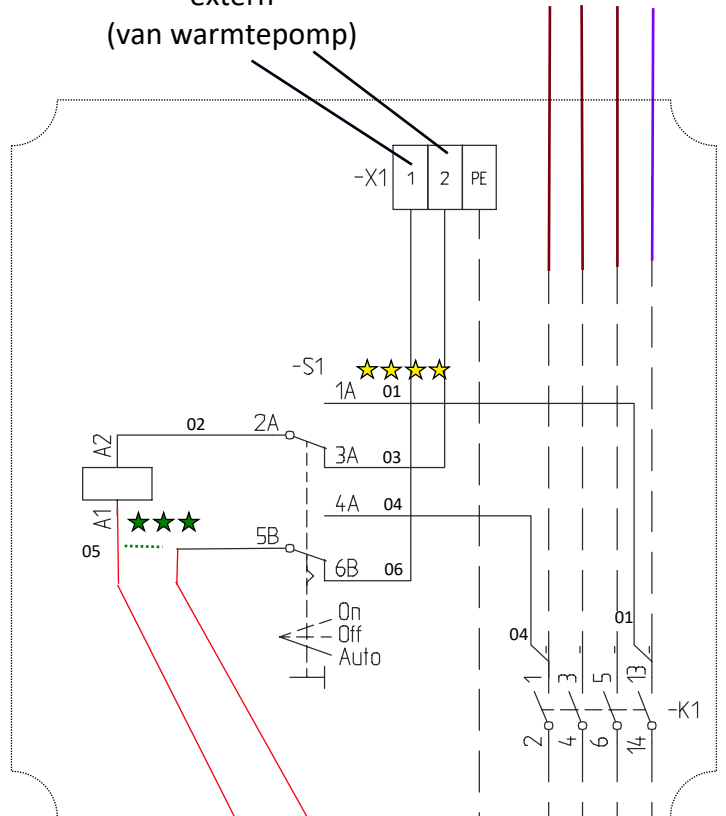 extern
(van warmtepomp)
-X1 1 2 PE
-S1
1A 01
02 2A
A2
3A 03
4A 04
A1
05
5B
6B 06
On
Off
Auto
04 01
1 3 5 13
-K1
2 4 6 14